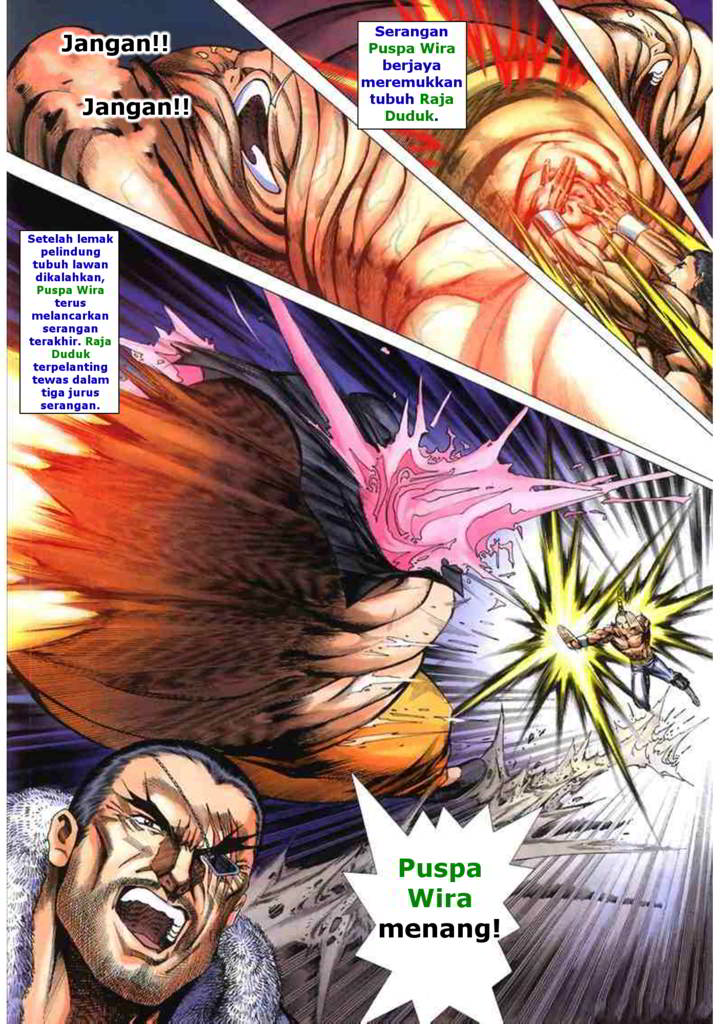 Jangan!!
Jangan!!
Serangan
Puspa Wira
berjaya
meremukkan
tubuh Raja
Duduk.
Setelah lemak
pelindung
tubuh lawan
dikalahkan,
Puspa Wira
terus
melancarkan
serangan
terakhir. Raja
Duduk
terpelanting
tewas dalam
tiga jurus
serangan.
Puspa
Wira
menang!